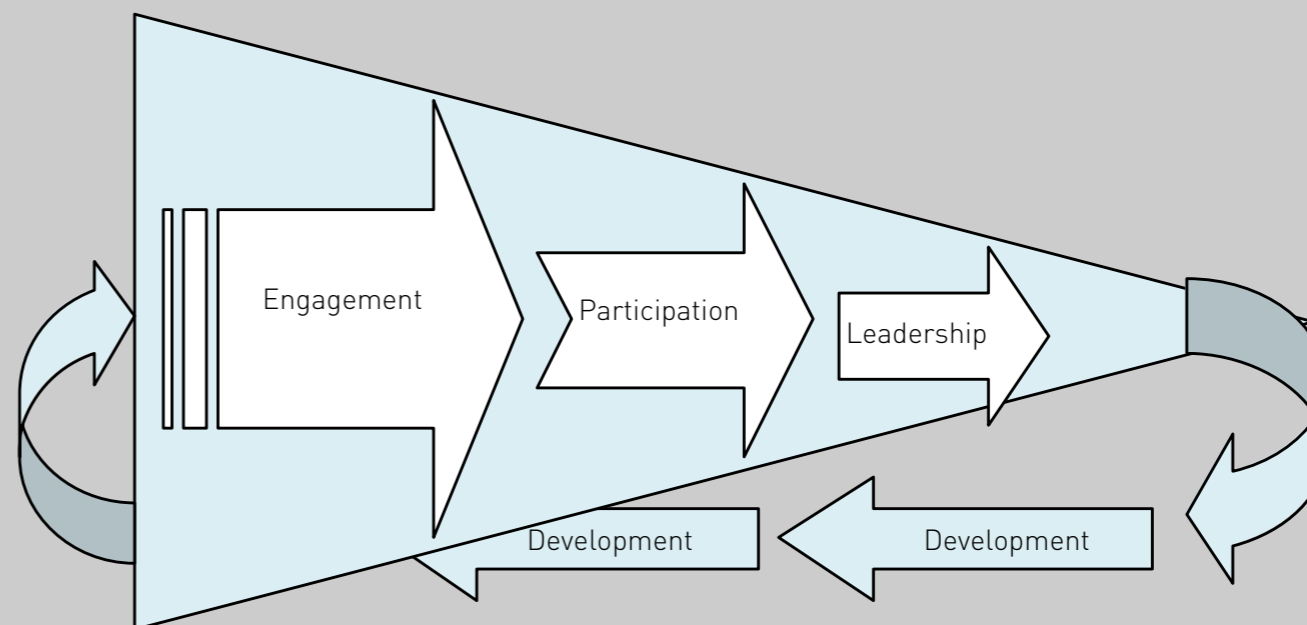 Engagement
Participation
Leadership
Development
Development